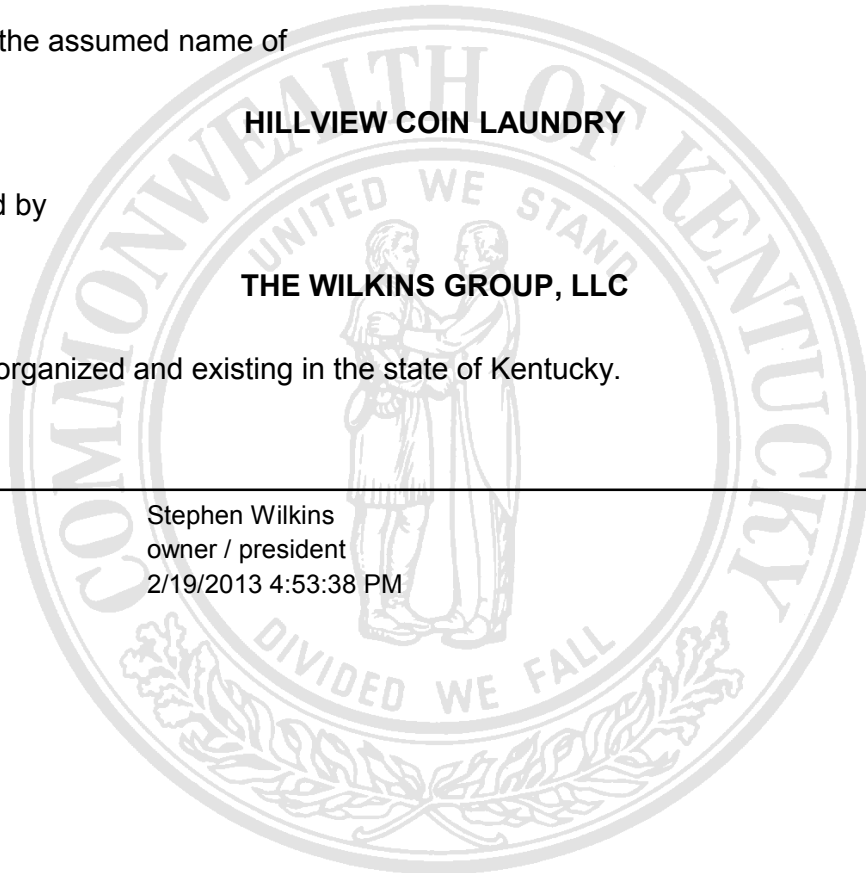 the assumed name of
HILLVIEW COIN LAUNDRY
d by
THE WILKINS GROUP, LLC
organized and existing in the state of Kentucky.
Stephen Wilkins
owner / president
2/19/2013 4:53:38 PM
COMMONWEALTH OF KENTUCKY
UNITED WE STAND
DIVIDED WE FALL